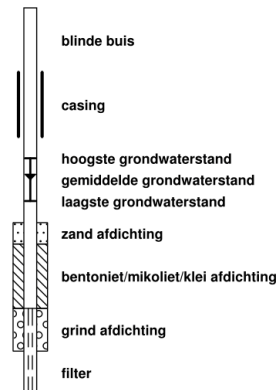 blinde buis
casing
hoogste grondwaterstand
gemiddelde grondwaterstand
laagste grondwaterstand
zand afdichting
bentoniet/mikoliet/klei afdichting
grind afdichting
filter